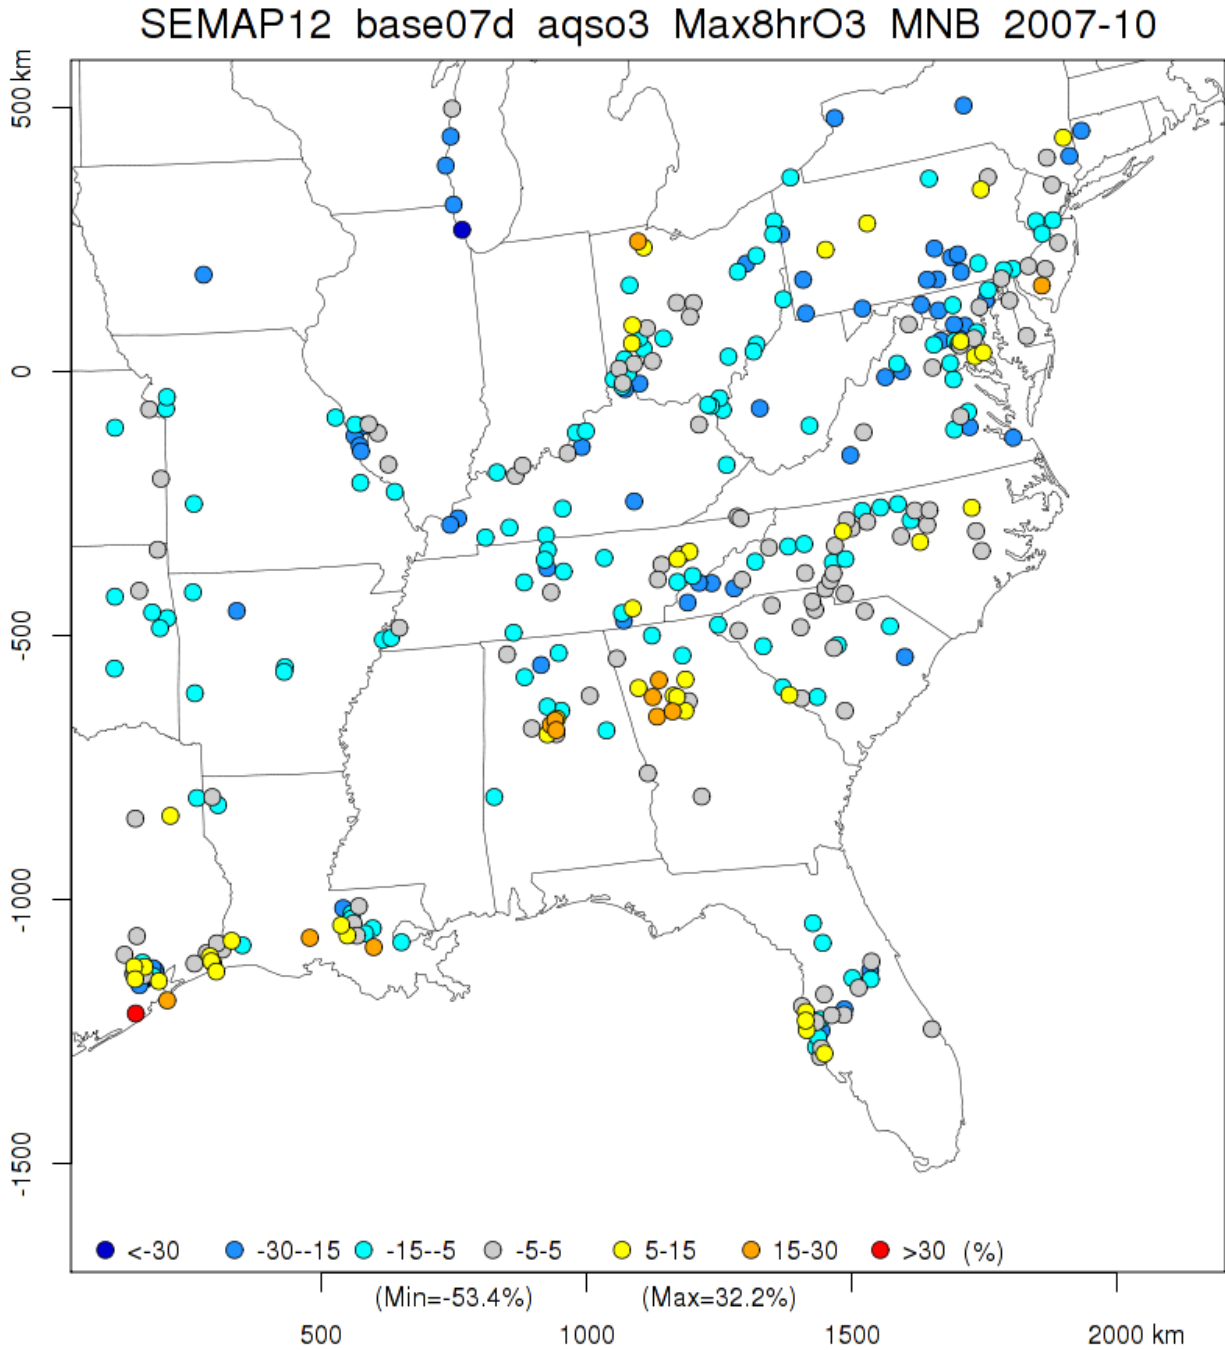 SEMAP12 base07d aqso3 Max8hrO3 MNB 2007-10
500 km
0
-500
-1000
-1500
<-30 -30--15 -15--5 -5-5 5-15 15-30 >30 (%)
(Min=-53.4%) (Max=32.2%)
500 1000 1500 2000 km